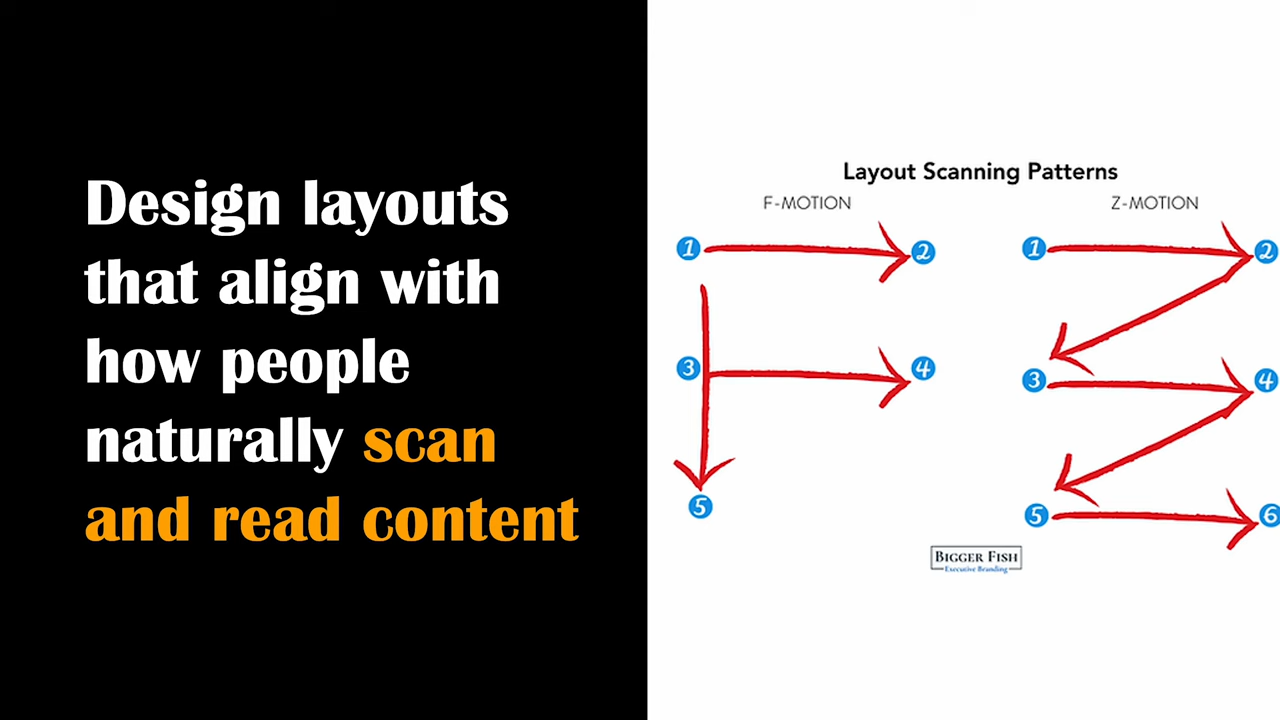 Design layouts
that align with
how people
naturally scan
and read content
Layout Scanning Patterns
F-MOTION
Z-MOTION
1
2
3
4
5
1
2
3
4
5
6
BIGGER FISH
Executive Branding